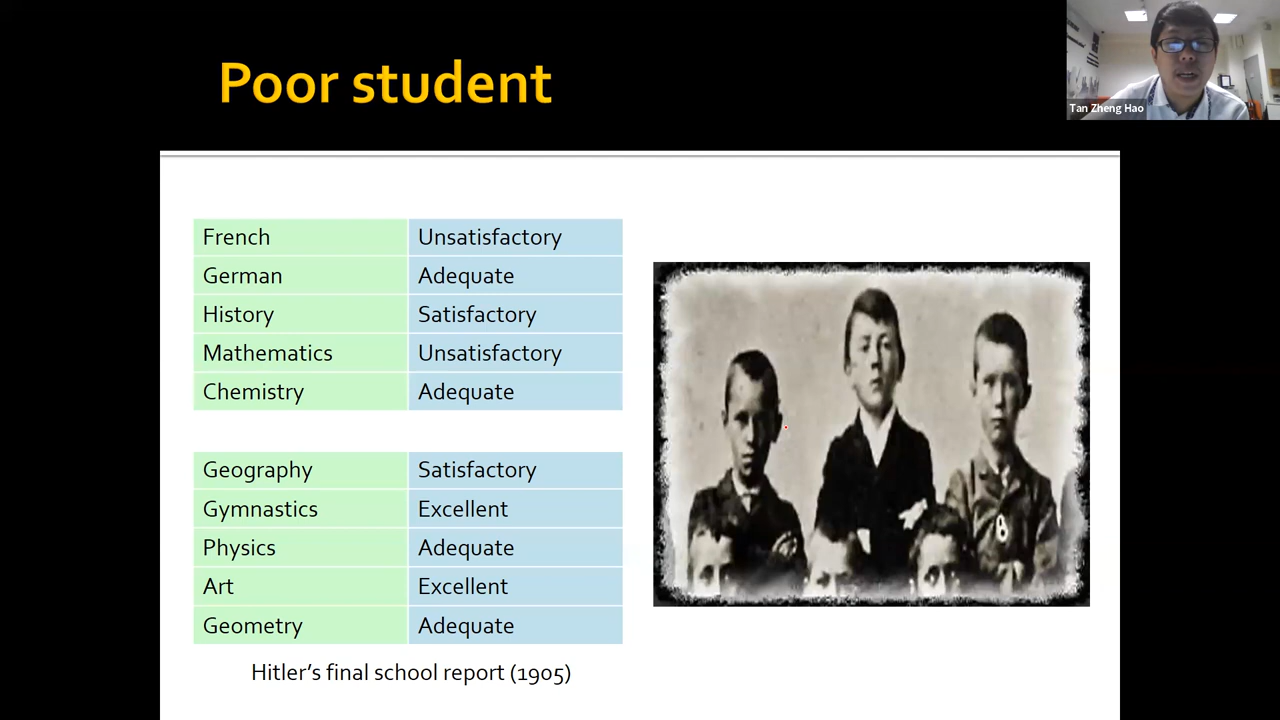 Poor student
Tan Zheng Hao
French Unsatisfactory
German Adequate
History Satisfactory
Mathematics Unsatisfactory
Chemistry Adequate
Geography Satisfactory
Gymnastics Excellent
Physics Adequate
Art Excellent
Geometry Adequate
Hitler's final school report (1905)